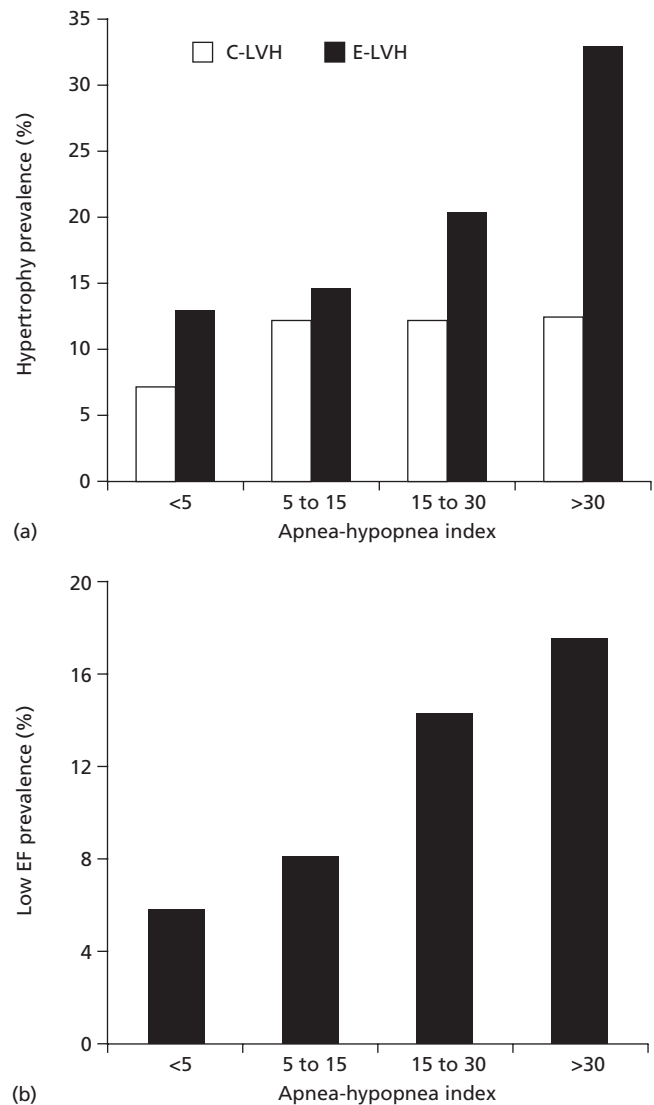 35
C-LVH E-LVH
30
25
20
15
10
5
0
Hypertrophy prevalence (%)
<5 5 to 15 15 to 30 >30
(a) Apnea-hypopnea index
20
16
12
8
4
0
Low EF prevalence (%)
<5 5 to 15 15 to 30 >30
(b) Apnea-hypopnea index